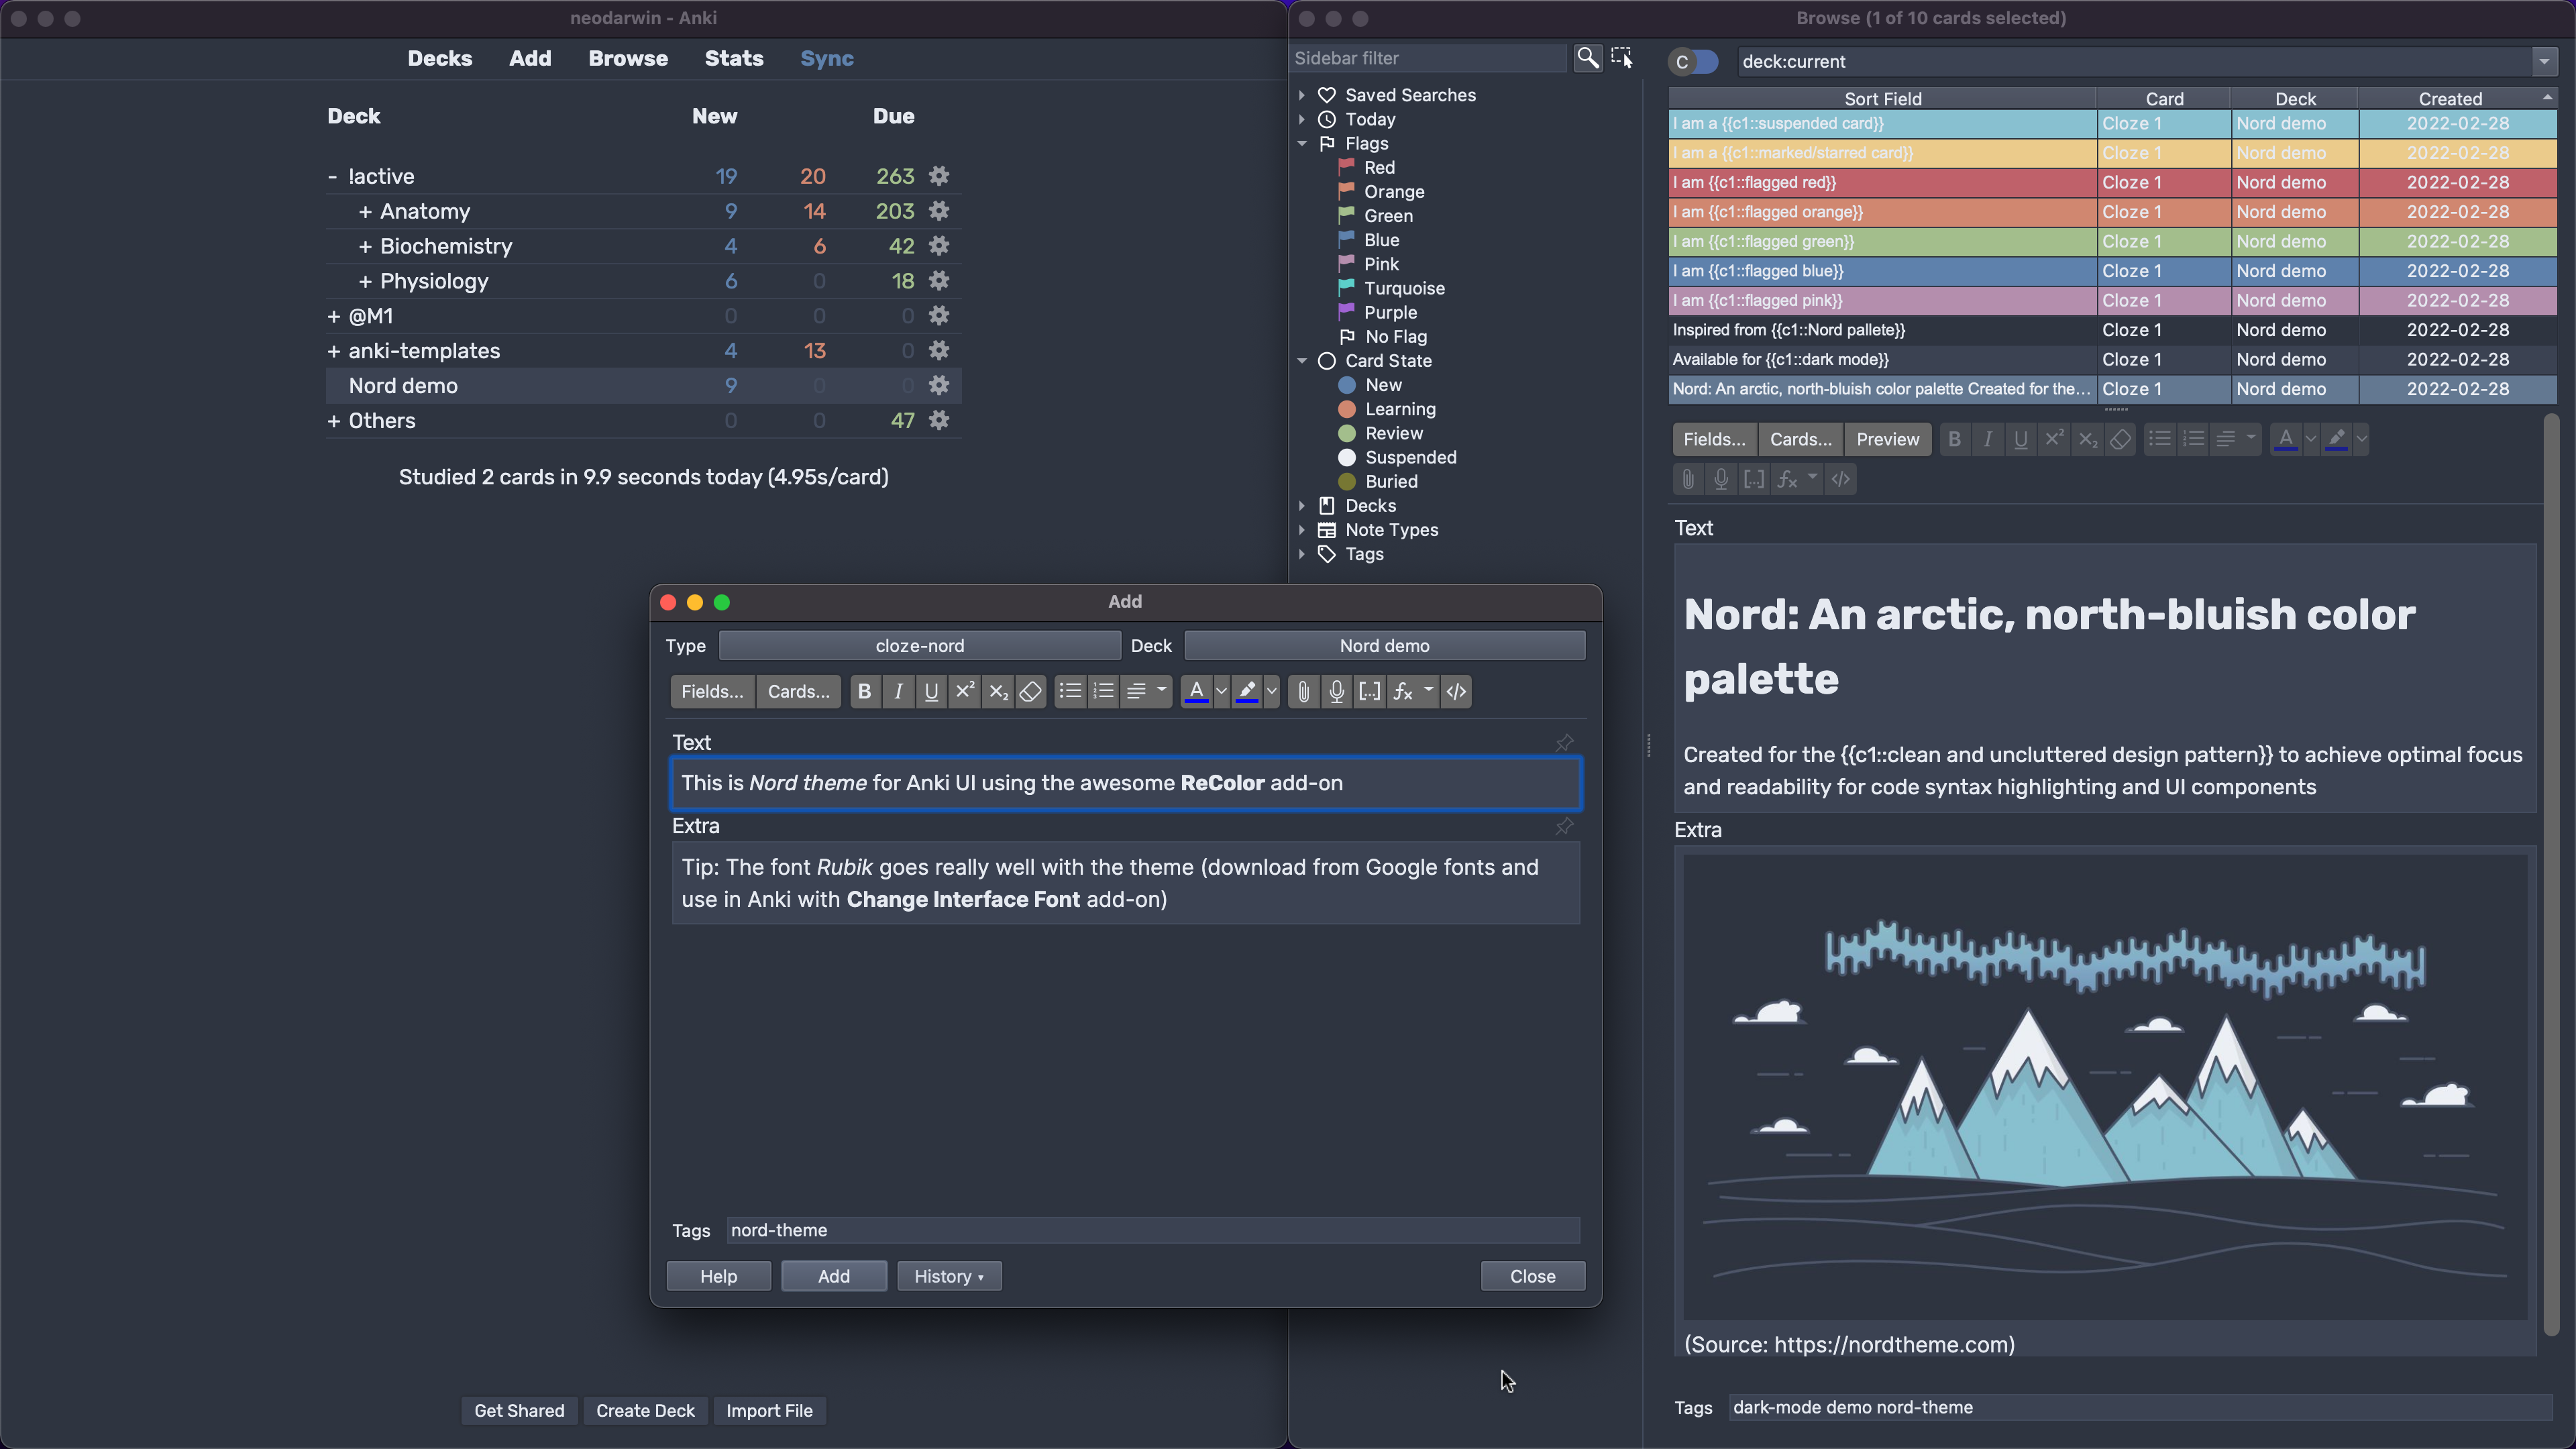 neodarwin - Anki
Decks Add Browse Stats Sync
Deck New Due
- !active 19 20 263
+ Anatomy 9 14 203
+ Biochemistry 4 6 42
+ Physiology 6 0 18
+ @M1 0 0 0
+ anki-templates 4 13 0
Nord demo 9 0 0
+ Others 0 0 47
Studied 2 cards in 9.9 seconds today (4.95s/card)
Get Shared Create Deck Import File
Browse (1 of 10 cards selected)
Sidebar filter
Saved Searches
Today
Flags
Red
Orange
Green
Blue
Pink
Turquoise
Purple
No Flag
Card State
New
Learning
Review
Suspended
Buried
Decks
Note Types
Tags
C deck:current
Sort Field Card Deck Created
I am a {{c1::suspended card}} Cloze 1 Nord demo 2022-02-28
I am a {{c1::marked/starred card}} Cloze 1 Nord demo 2022-02-28
I am {{c1::flagged red}} Cloze 1 Nord demo 2022-02-28
I am {{c1::flagged orange}} Cloze 1 Nord demo 2022-02-28
I am {{c1::flagged green}} Cloze 1 Nord demo 2022-02-28
I am {{c1::flagged blue}} Cloze 1 Nord demo 2022-02-28
I am {{c1::flagged pink}} Cloze 1 Nord demo 2022-02-28
Inspired from {{c1::Nord pallete}} Cloze 1 Nord demo 2022-02-28
Available for {{c1::dark mode}} Cloze 1 Nord demo 2022-02-28
Nord: An arctic, north-bluish color palette Created for the... Cloze 1 Nord demo 2022-02-28
Fields... Cards... Preview B I U x² x₂ A
[...] fx </>
Text
Nord: An arctic, north-bluish color
palette
Created for the {{c1::clean and uncluttered design pattern}} to achieve optimal focus
and readability for code syntax highlighting and UI components
Extra
(Source: https://nordtheme.com)
Tags dark-mode demo nord-theme
Add
Type cloze-nord Deck Nord demo
Fields... Cards... B I U x² x₂ A [...] fx </>
Text
This is Nord theme for Anki UI using the awesome ReColor add-on
Extra
Tip: The font Rubik goes really well with the theme (download from Google fonts and
use in Anki with Change Interface Font add-on)
Tags nord-theme
Help Add History Close